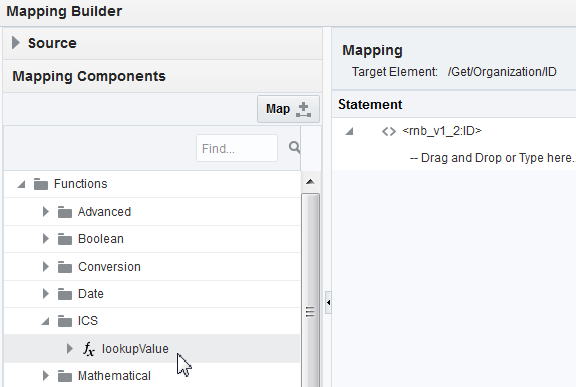 Mapping Builder
Source
Mapping Components
Map
Find...
Functions
Advanced
Boolean
Conversion
Date
ICS
fx lookupValue
Mathematical
Mapping
Target Element: /Get/Organization/ID
Statement
<> <rnb_v1_2:ID>
-- Drag and Drop or Type here.